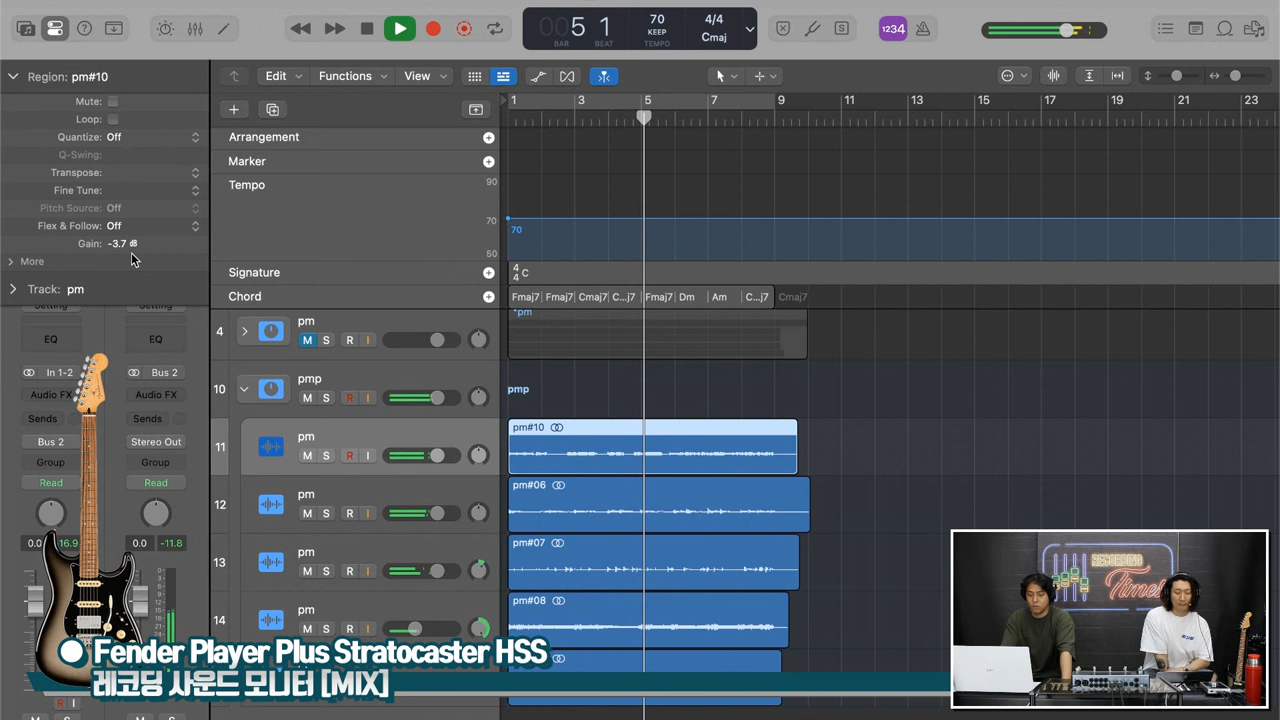 005 1
BAR BEAT
70
KEEP
TEMPO
4/4
Cmaj
1234
S
Region: pm#10
Mute:
Loop:
Quantize: Off
Q-Swing:
Transpose:
Fine Tune:
Pitch Source: Off
Flex & Follow: Off
Gain: -3.7 dB
More
Track: pm
Edit Functions View
1 3 5 7 9 11 13 15 17 19 21 23
Arrangement
Marker
Tempo
90
70
50
70
Signature
4
4 C
Chord
Fmaj7 Fmaj7 Cmaj7 C...j7 Fmaj7 Dm Am C...j7 Cmaj7
Setting Setting
EQ EQ
In 1-2 Bus 2
Audio FX Audio FX
Sends Sends
Bus 2 Stereo Out
Group Group
Read Read
0.0 -16.9 0.0 -11.8
R I
M S M S
4 pm
M S R I
*pm
10 pmp
M S R I
pmp
11 pm
M S R I
pm#10
12 pm
M S R I
pm#06
13 pm
M S R I
pm#07
14 pm
M S R I
pm#08
RECORDING
Times
Fender Player Plus Stratocaster HSS
레코딩 사운드 모니터 [MIX]